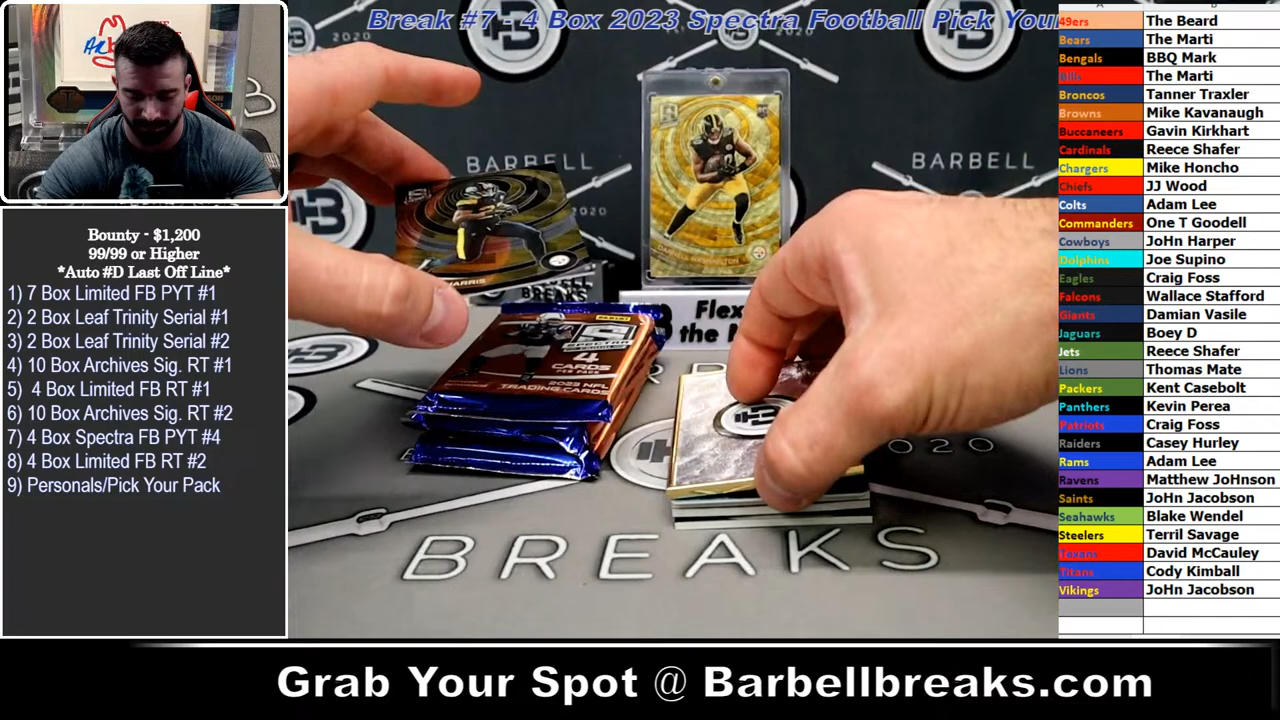 Break #7 - 4 Box 2023 Spectra Football Pick You
Bounty - $1,200
99/99 or Higher
*Auto #D Last Off Line*
1) 7 Box Limited FB PYT #1
2) 2 Box Leaf Trinity Serial #1
3) 2 Box Leaf Trinity Serial #2
4) 10 Box Archives Sig. RT #1
5) 4 Box Limited FB RT #1
6) 10 Box Archives Sig. RT #2
7) 4 Box Spectra FB PYT #4
8) 4 Box Limited FB RT #2
9) Personals/Pick Your Pack
BARBELL
BARBELL
2020
2020
BREAKS
Flex
the
PANINI
SPECTRA
4
CARDS
PER PACK
2023 NFL
TRADING CARDS
2020
BREAKS
49ers The Beard
Bears The Marti
Bengals BBQ Mark
Bills The Marti
Broncos Tanner Traxler
Browns Mike Kavanaugh
Buccaneers Gavin Kirkhart
Cardinals Reece Shafer
Chargers Mike Honcho
Chiefs JJ Wood
Colts Adam Lee
Commanders One T Goodell
Cowboys JoHn Harper
Dolphins Joe Supino
Eagles Craig Foss
Falcons Wallace Stafford
Giants Damian Vasile
Jaguars Boey D
Jets Reece Shafer
Lions Thomas Mate
Packers Kent Casebolt
Panthers Kevin Perea
Patriots Craig Foss
Raiders Casey Hurley
Rams Adam Lee
Ravens Matthew JoHnson
Saints JoHn Jacobson
Seahawks Blake Wendel
Steelers Terril Savage
Texans David McCauley
Titans Cody Kimball
Vikings JoHn Jacobson
Grab Your Spot @ Barbellbreaks.com